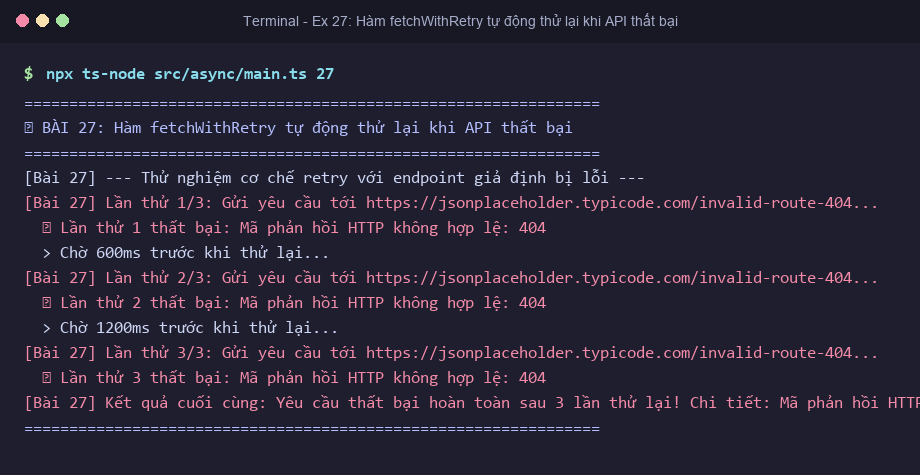 Terminal - Ex 27: Hàm fetchWithRetry tự động thử lại khi API thất bại
$ npx ts-node src/async/main.ts 27
================================================================
BÀI 27: Hàm fetchWithRetry tự động thử lại khi API thất bại
================================================================
[Bài 27] --- Thử nghiệm cơ chế retry với endpoint giả định bị lỗi ---
[Bài 27] Lần thử 1/3: Gửi yêu cầu tới https://jsonplaceholder.typicode.com/invalid-route-404...
Lần thử 1 thất bại: Mã phản hồi HTTP không hợp lệ: 404
> Chờ 600ms trước khi thử lại...
[Bài 27] Lần thử 2/3: Gửi yêu cầu tới https://jsonplaceholder.typicode.com/invalid-route-404...
Lần thử 2 thất bại: Mã phản hồi HTTP không hợp lệ: 404
> Chờ 1200ms trước khi thử lại...
[Bài 27] Lần thử 3/3: Gửi yêu cầu tới https://jsonplaceholder.typicode.com/invalid-route-404...
Lần thử 3 thất bại: Mã phản hồi HTTP không hợp lệ: 404
[Bài 27] Kết quả cuối cùng: Yêu cầu thất bại hoàn toàn sau 3 lần thử lại! Chi tiết: Mã phản hồi HTTP
================================================================